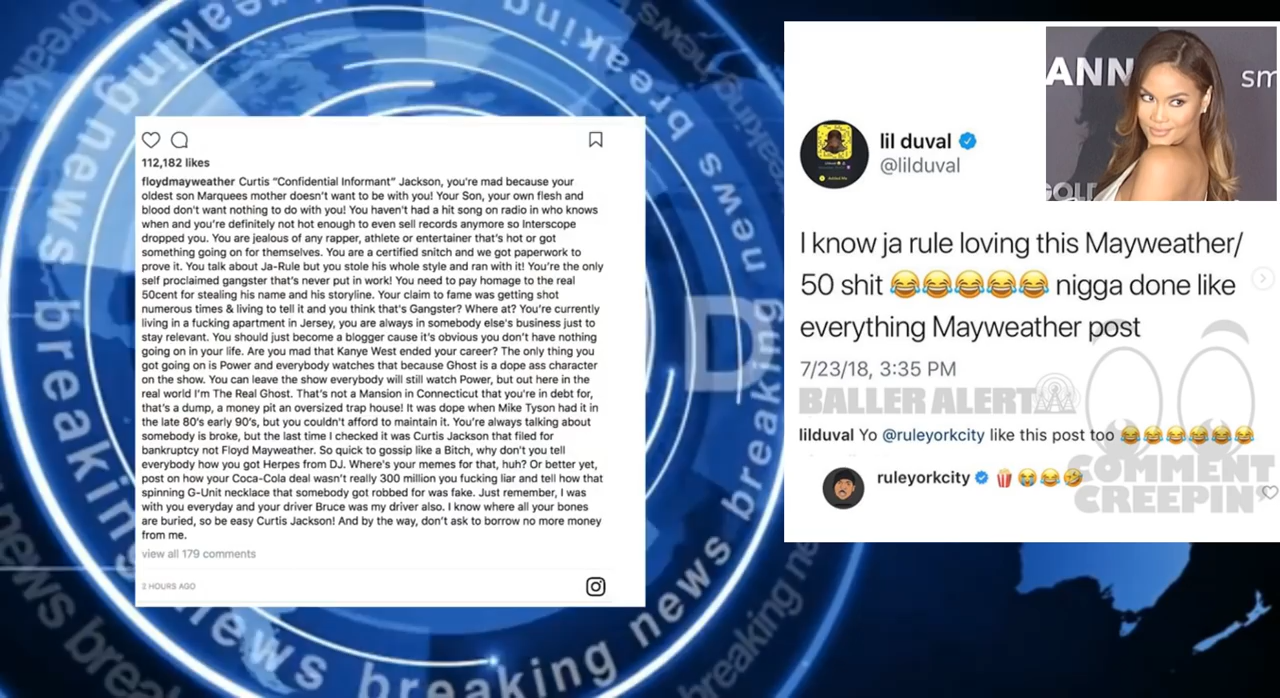 112,182 likes
floydmayweather Curtis “Confidential Informant” Jackson, you’re mad because your
oldest son Marquees mother doesn’t want to be with you! Your Son, your own flesh and
blood don’t want nothing to do with you! You haven’t had a hit song on radio in who knows
when and you’re definitely not hot enough to even sell records anymore so Interscope
dropped you. You are jealous of any rapper, athlete or entertainer that’s hot or got
something going on for themselves. You are a certified snitch and we got paperwork to
prove it. You talk about Ja-Rule but you stole his whole style and ran with it! You’re the only
self proclaimed gangster that’s never put in work! You need to pay homage to the real
50cent for stealing his name and his storyline. Your claim to fame was getting shot
numerous times & living to tell it and you think that’s Gangster? Where at? You’re currently
living in a fucking apartment in Jersey, you are always in somebody else’s business just to
stay relevant. You should just become a blogger cause it’s obvious you don’t have nothing
going on in your life. Are you mad that Kanye West ended your career? The only thing you
got going on is Power and everybody watches that because Ghost is a dope ass character
on the show. You can leave the show everybody will still watch Power, but out here in the
real world I’m The Real Ghost. That’s not a Mansion in Connecticut that you’re in debt for,
that’s a dump, a money pit an oversized trap house! It was dope when Mike Tyson had it in
the late 80’s early 90’s, but you couldn’t afford to maintain it. You’re always talking about
somebody is broke, but the last time I checked it was Curtis Jackson that filed for
bankruptcy not Floyd Mayweather. So quick to gossip like a Bitch, why don’t you tell
everybody how you got Herpes from DJ. Where’s your memes for that, huh? Or better yet,
post on how your Coca-Cola deal wasn’t really 300 million you fucking liar and tell how that
spinning G-Unit necklace that somebody got robbed for was fake. Just remember, I was
with you everyday and your driver Bruce was my driver also. I know where all your bones
are buried, so be easy Curtis Jackson! And by the way, don’t ask to borrow no more money
from me.
view all 179 comments
2 HOURS AGO
ANN
sm
GOLD
lil duval
@lilduval
I know ja rule loving this Mayweather/
50 shit 😂😂😂😂😂 nigga done like
everything Mayweather post
7/23/18, 3:35 PM
BALLER ALERT
lilduval Yo @ruleyorkcity like this post too 😂😂😂😂😂😂
ruleyorkcity 🍿😭😂🤣
COMMENT
CREEPIN'
breaking news
breaking news
breaking news
breaking news